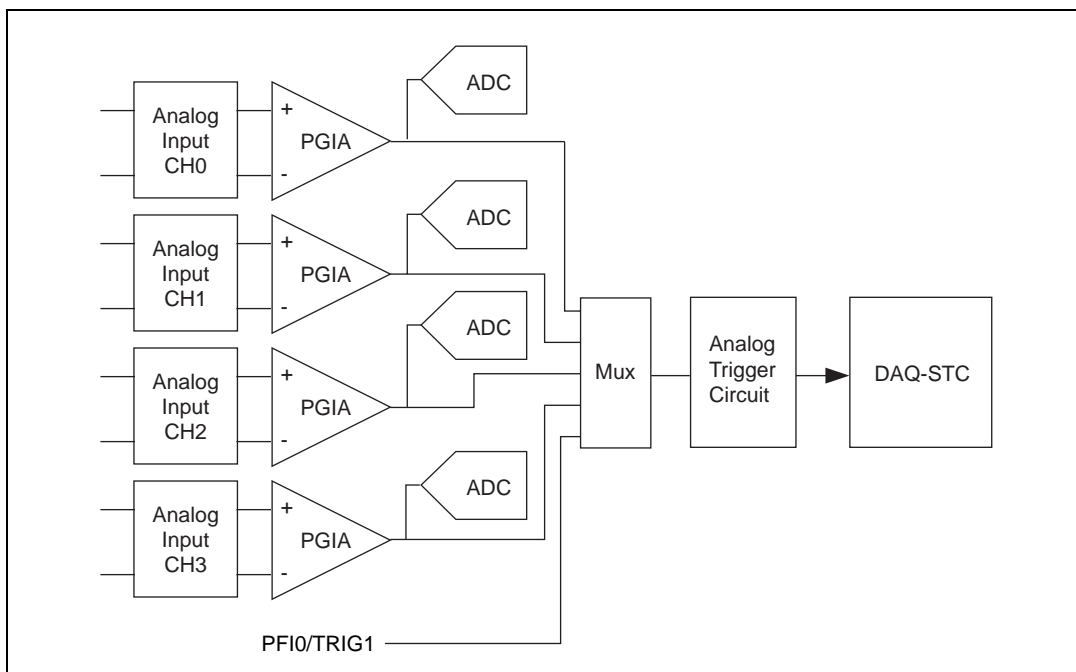 ADC
Analog
Input
CH0
+
-
PGIA
ADC
Analog
Input
CH1
+
-
PGIA
ADC
Analog
Input
CH2
+
-
PGIA
ADC
Analog
Input
CH3
+
-
PGIA
Mux
Analog
Trigger
Circuit
DAQ-STC
PFI0/TRIG1